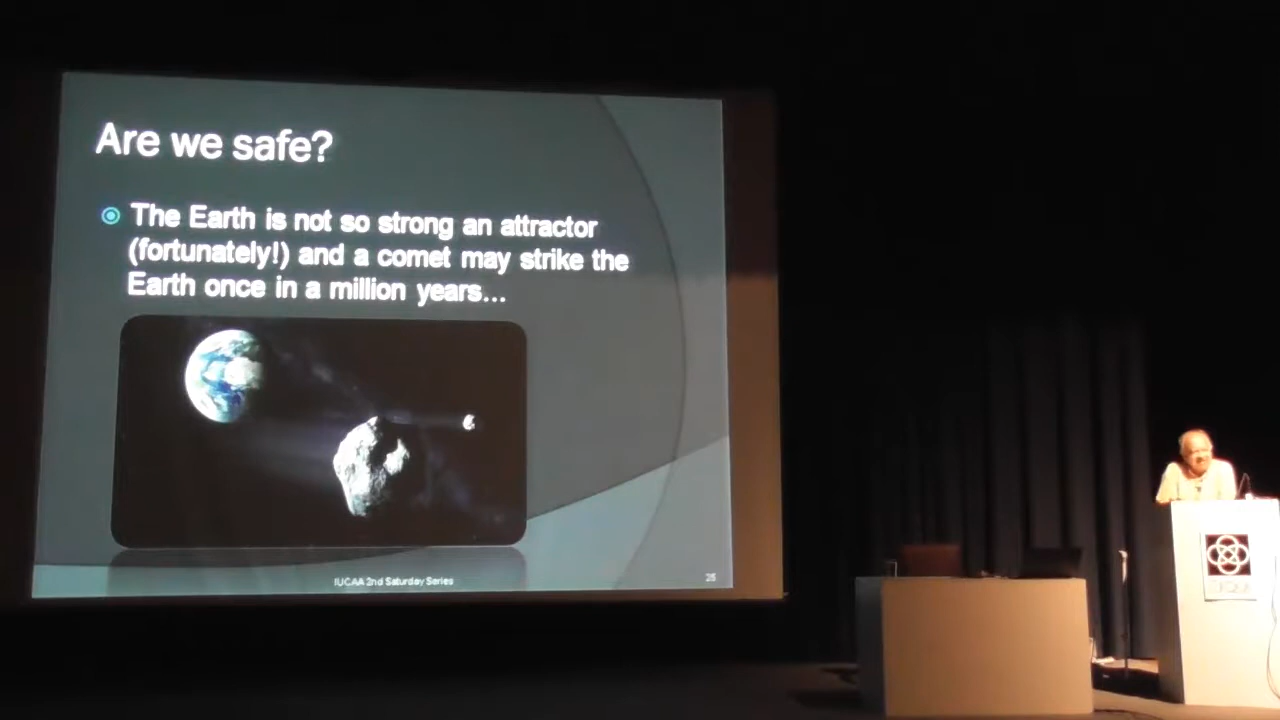 Are we safe?
The Earth is not so strong an attractor
(fortunately!) and a comet may strike the
Earth once in a million years...
IUCAA 2nd Saturday Series
25